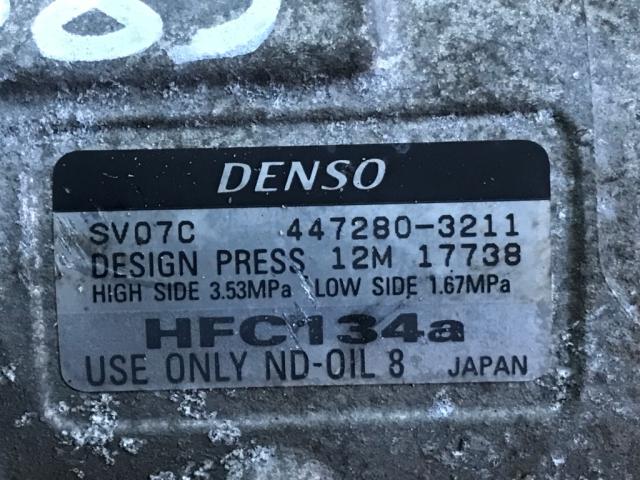 DENSO
SV07C 447280-3211
DESIGN PRESS 12M 17738
HIGH SIDE 3.53MPa LOW SIDE 1.67MPa
HFC134a
USE ONLY ND-OIL 8 JAPAN